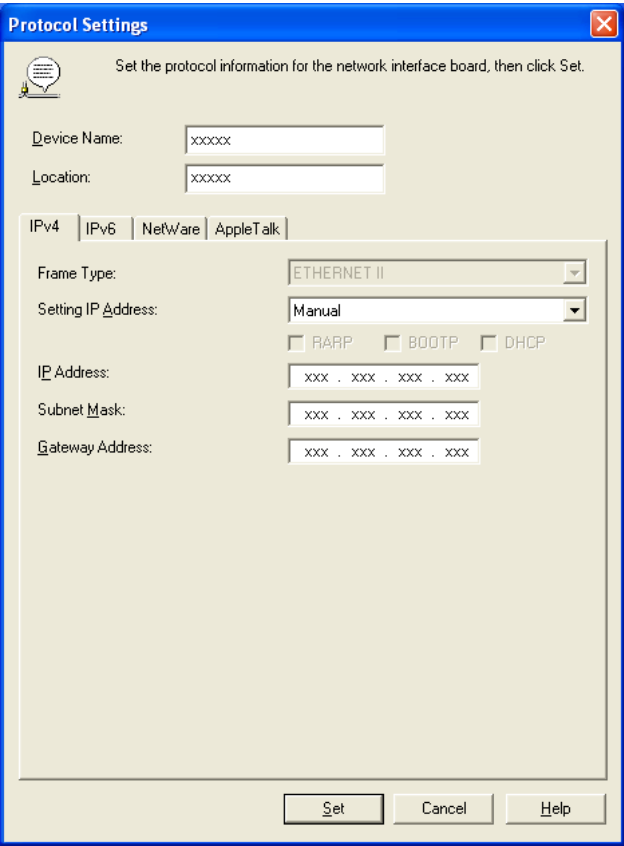 Protocol Settings
Set the protocol information for the network interface board, then click Set.
Device Name: xxxxx
Location: xxxxx
IPv4 IPv6 NetWare AppleTalk
Frame Type: ETHERNET II
Setting IP Address: Manual
RARP BOOTP DHCP
IP Address: xxx . xxx . xxx . xxx
Subnet Mask: xxx . xxx . xxx . xxx
Gateway Address: xxx . xxx . xxx . xxx
Set Cancel Help